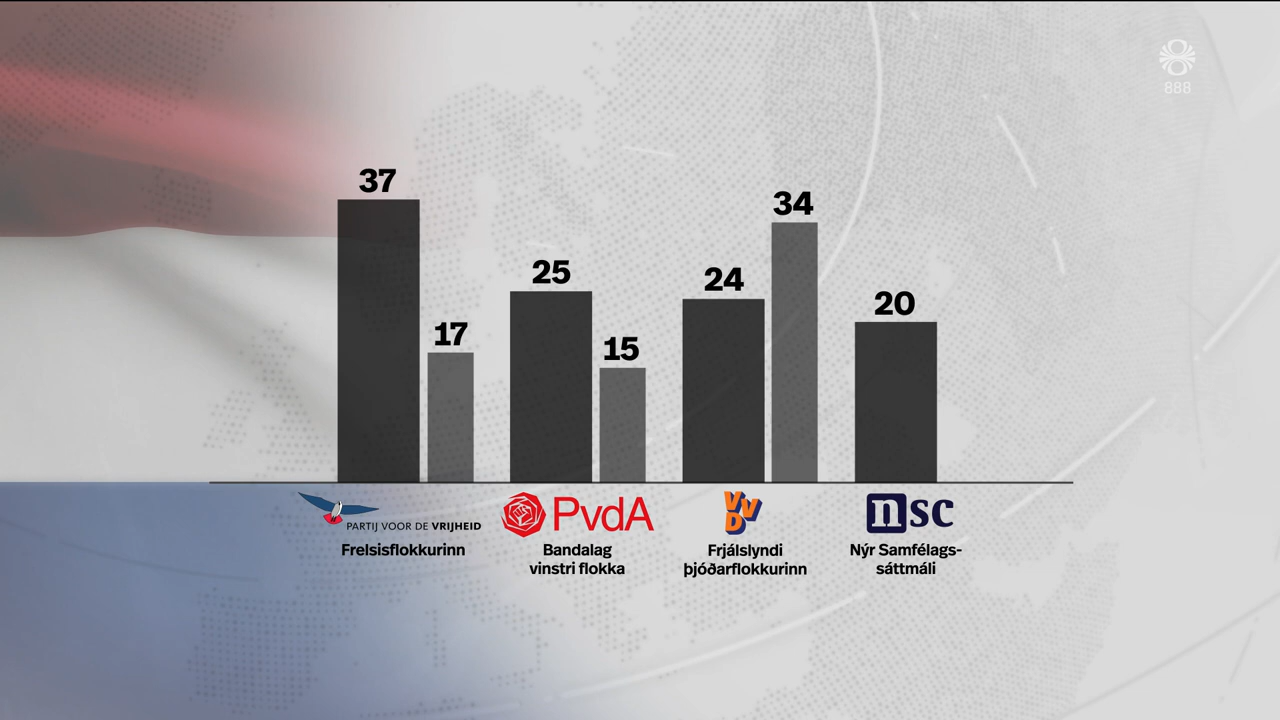 888
37
17
25
15
24
34
20
PARTIJ VOOR DE VRIJHEID
PvdA
VVD
nsc
Frelsisflokkurinn
Bandalag
vinstri flokka
Frjálslyndi
þjóðarflokkurinn
Nýr Samfélags-
sáttmáli